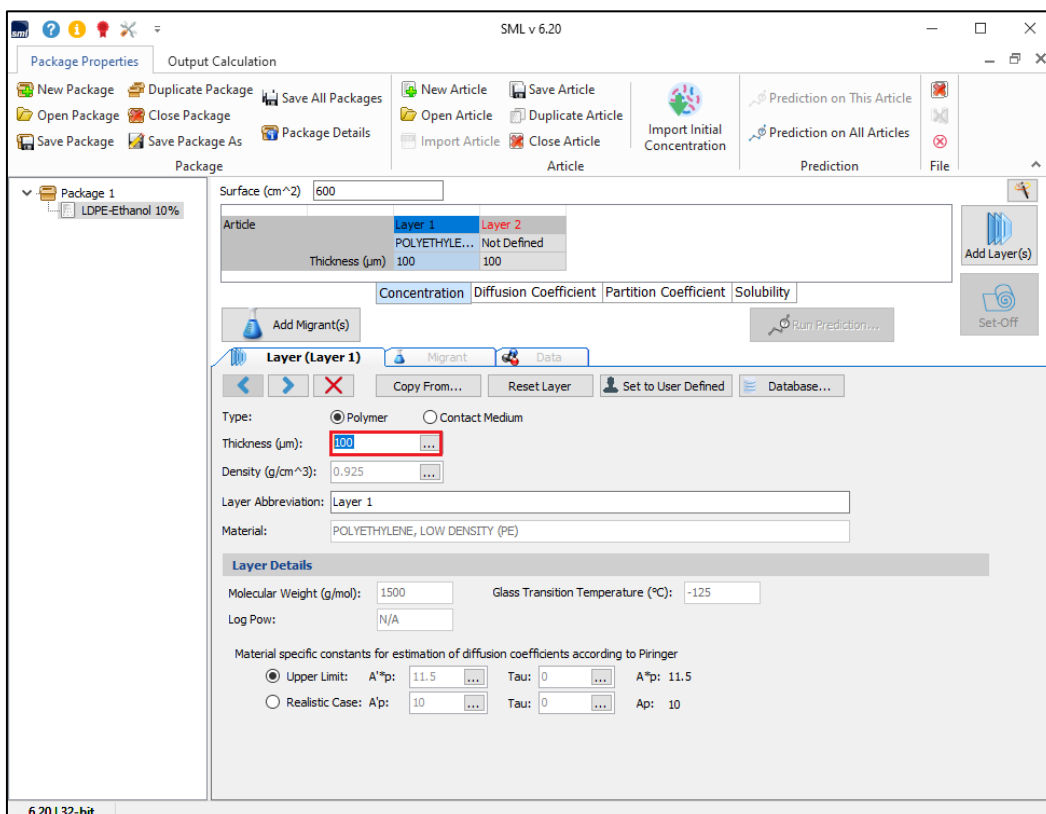 sml
SML v 6.20
Package Properties
Output Calculation
New Package
Duplicate Package
Save All Packages
Open Package
Close Package
Package Details
Save Package
Save Package As
Package
New Article
Save Article
Open Article
Duplicate Article
Import Article
Close Article
Import Initial
Concentration
Article
Prediction on This Article
Prediction on All Articles
Prediction
File
Package 1
LDPE-Ethanol 10%
Surface (cm^2) 600
Article Layer 1 Layer 2
POLYETHYLE... Not Defined
Thickness (µm) 100 100
Add Layer(s)
Concentration Diffusion Coefficient Partition Coefficient Solubility
Add Migrant(s)
Run Prediction...
Set-Off
Layer (Layer 1) Migrant Data
Copy From... Reset Layer Set to User Defined Database...
Type: Polymer Contact Medium
Thickness (µm): 100 ...
Density (g/cm^3): 0.925 ...
Layer Abbreviation: Layer 1
Material: POLYETHYLENE, LOW DENSITY (PE)
Layer Details
Molecular Weight (g/mol): 1500 Glass Transition Temperature (°C): -125
Log Pow: N/A
Material specific constants for estimation of diffusion coefficients according to Piringer
Upper Limit: A'*p: 11.5 ... Tau: 0 ... A*p: 11.5
Realistic Case: A'p: 10 ... Tau: 0 ... Ap: 10
6.20 | 32-bit